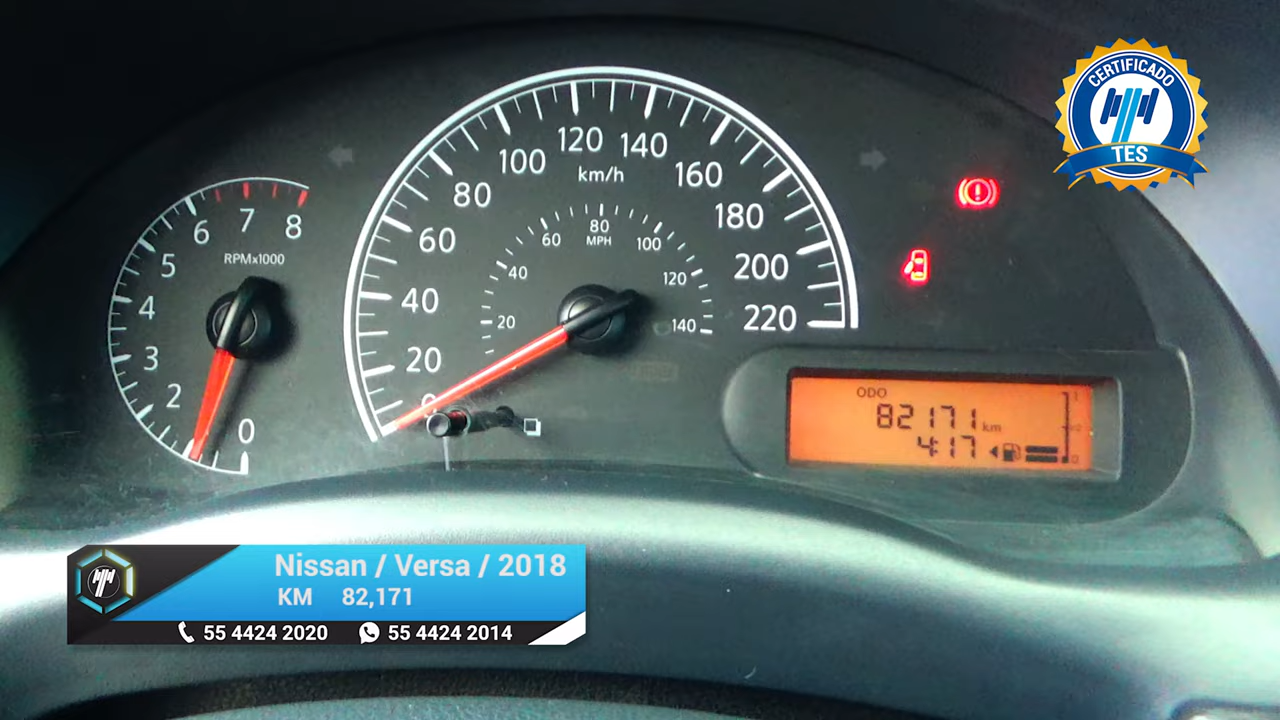 CERTIFICADO
TES
RPMx1000
0
2
3
4
5
6
7
8
km/h
0
20
40
60
80
100
120
140
160
180
200
220
MPH
20
40
60
80
100
120
140
ODO
82171 km
4:17
Nissan / Versa / 2018
KM 82,171
55 4424 2020 55 4424 2014